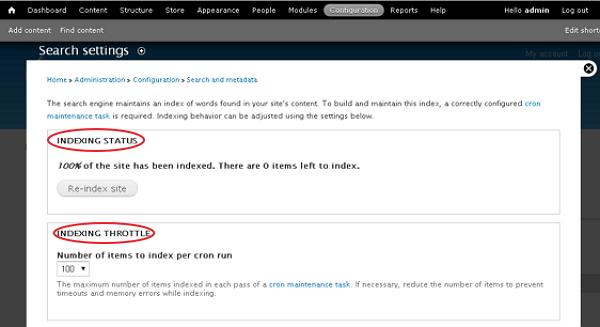 Dashboard Content Structure Store Appearance People Modules Configuration Reports Help Hello admin Log out
Add content Find content Edit short
Search settings
My account Log out
Home » Administration » Configuration » Search and metadata
The search engine maintains an index of words found in your site's content. To build and maintain this index, a correctly configured cron
maintenance task is required. Indexing behavior can be adjusted using the settings below.
INDEXING STATUS
100% of the site has been indexed. There are 0 items left to index.
Re-index site
INDEXING THROTTLE
Number of items to index per cron run
100
The maximum number of items indexed in each pass of a cron maintenance task. If necessary, reduce the number of items to prevent
timeouts and memory errors while indexing.